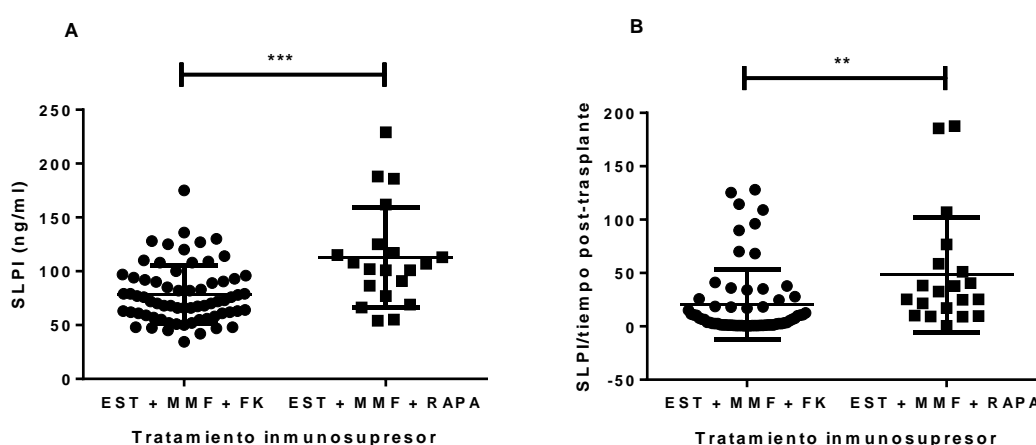 A
***
SLPI (ng/ml)
250
200
150
100
50
0
EST + MMF + FK
EST + MMF + RAPA
Tratamiento inmunosupresor
B
**
SLPI/tiempo post-trasplante
200
150
100
50
0
-50
EST + MMF + FK
EST + MMF + RAPA
Tratamiento inmunosupresor